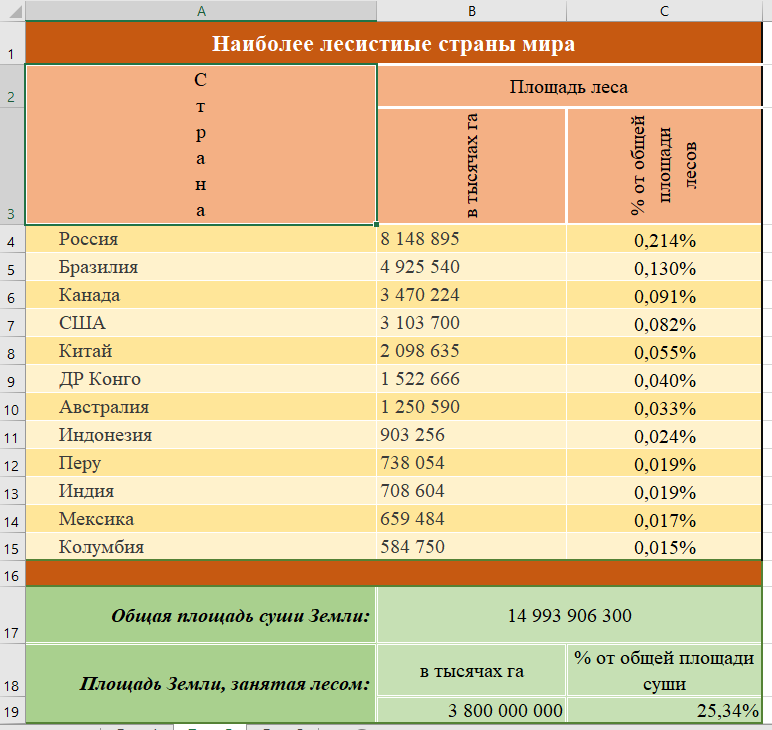 A B C
1 Наиболее лесистиые страны мира
2 Площадь леса
3 Страна в тысячах га % от общей площади лесов
4 Россия 8 148 895 0,214%
5 Бразилия 4 925 540 0,130%
6 Канада 3 470 224 0,091%
7 США 3 103 700 0,082%
8 Китай 2 098 635 0,055%
9 ДР Конго 1 522 666 0,040%
10 Австралия 1 250 590 0,033%
11 Индонезия 903 256 0,024%
12 Перу 738 054 0,019%
13 Индия 708 604 0,019%
14 Мексика 659 484 0,017%
15 Колумбия 584 750 0,015%
16
17 Общая площадь суши Земли: 14 993 906 300
18 Площадь Земли, занятая лесом: в тысячах га % от общей площади суши
19 3 800 000 000 25,34%